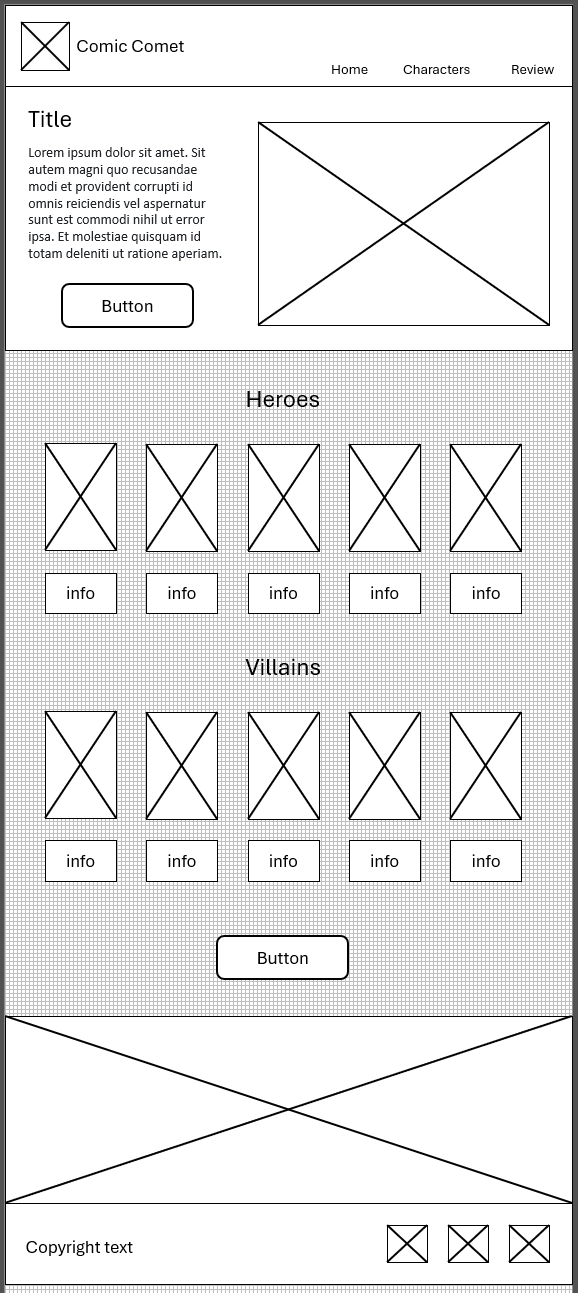 Comic Comet
Home Characters Review
Title
Lorem ipsum dolor sit amet. Sit
autem magni quo recusandae
modi et provident corrupti id
omnis reiciendis vel aspernatur
sunt est commodi nihil ut error
ipsa. Et molestiae quisquam id
totam deleniti ut ratione aperiam.
Button
Heroes
info info info info info
Villains
info info info info info
Button
Copyright text